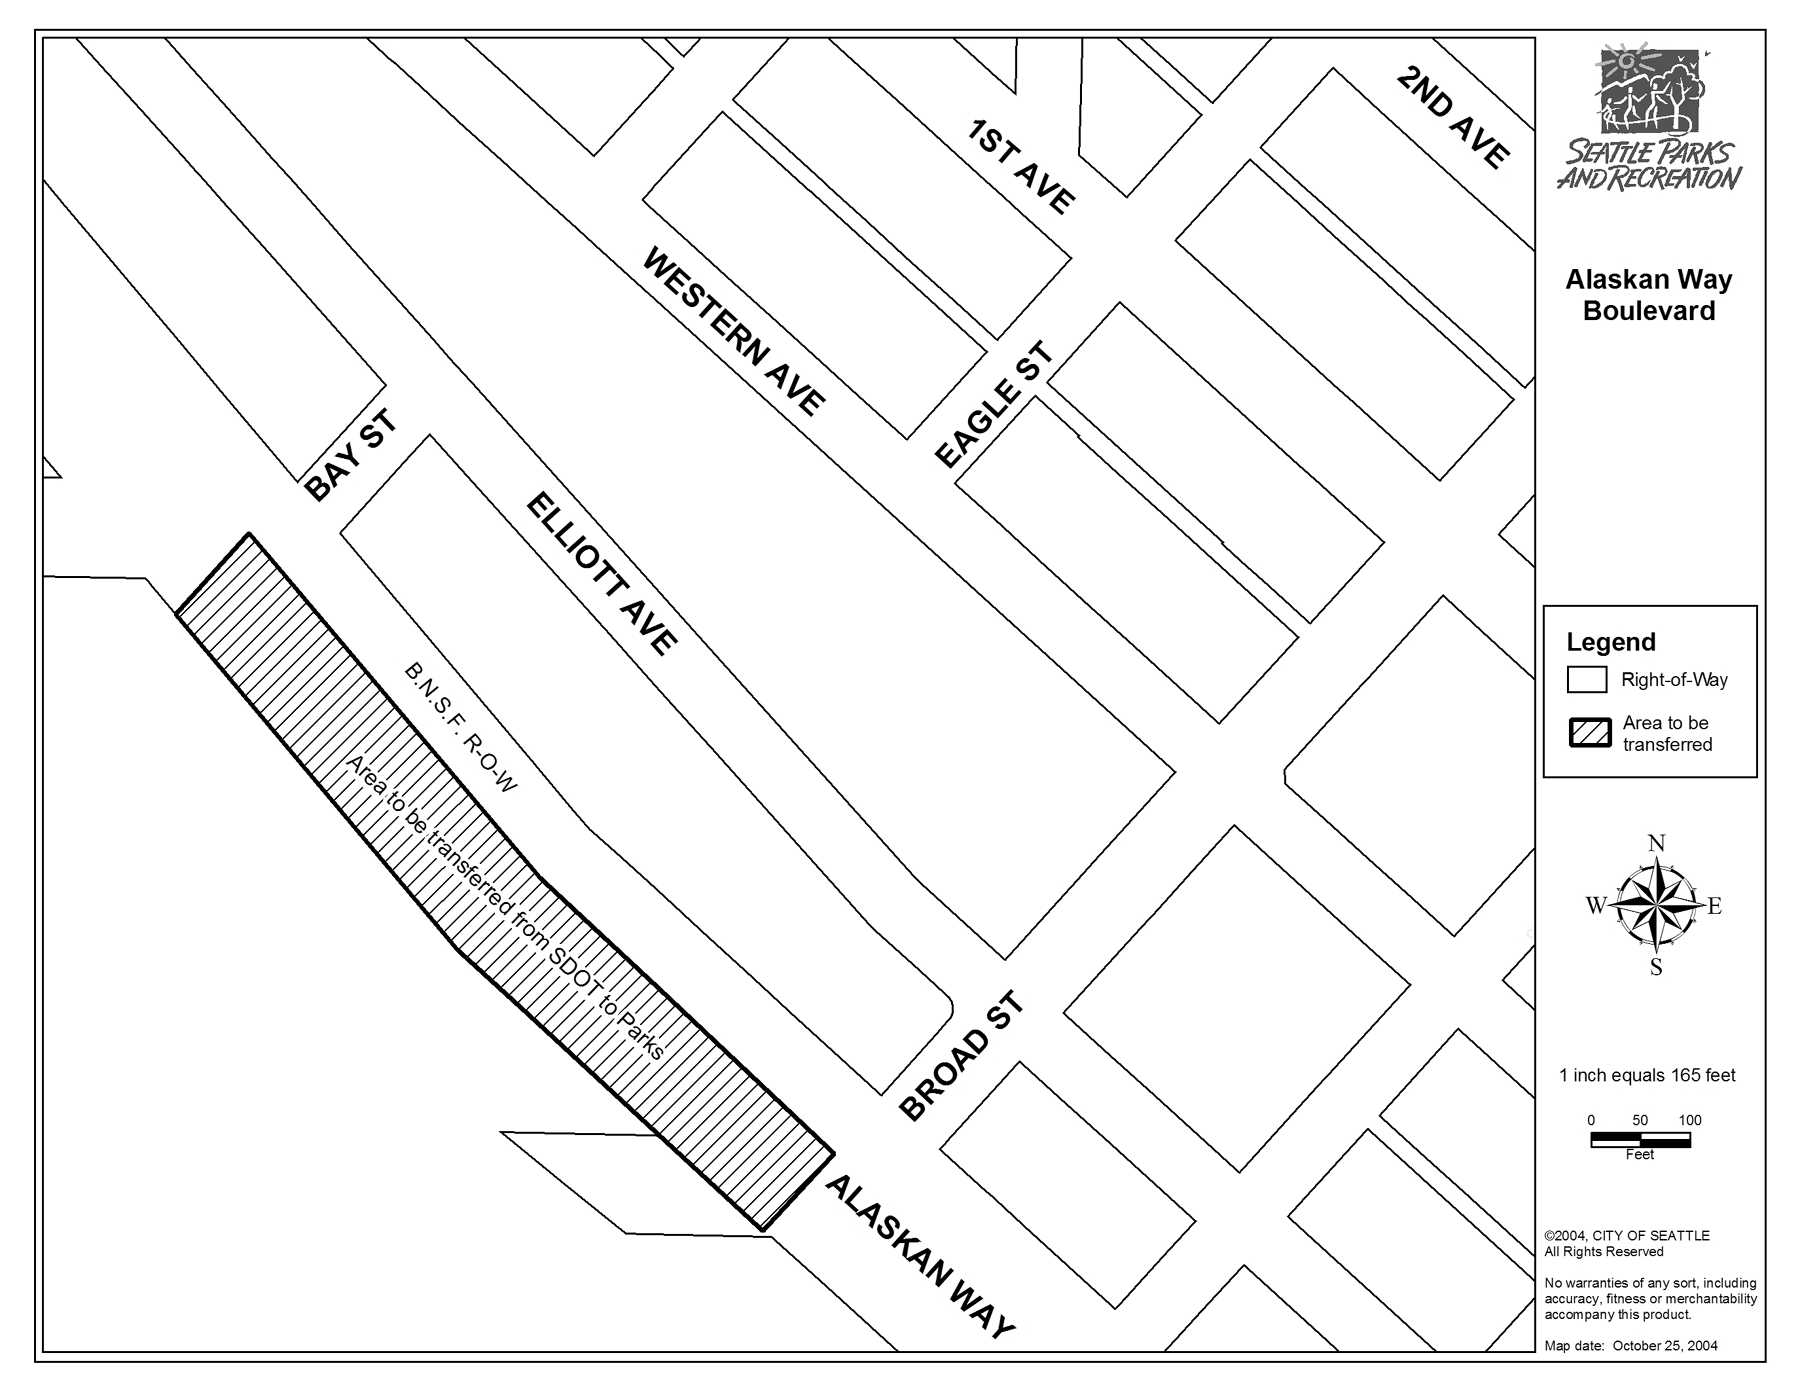 2ND AVE
1ST AVE
WESTERN AVE
EAGLE ST
BAY ST
ELLIOTT AVE
B.N.S.F. R-O-W
Area to be transferred from SDOT to Parks
BROAD ST
ALASKAN WAY
SEATTLE PARKS
AND RECREATION
Alaskan Way
Boulevard
Legend
Right-of-Way
Area to be
transferred
N
W E
S
1 inch equals 165 feet
0 50 100
Feet
©2004, CITY OF SEATTLE
All Rights Reserved
No warranties of any sort, including
accuracy, fitness or merchantability
accompany this product.
Map date: October 25, 2004